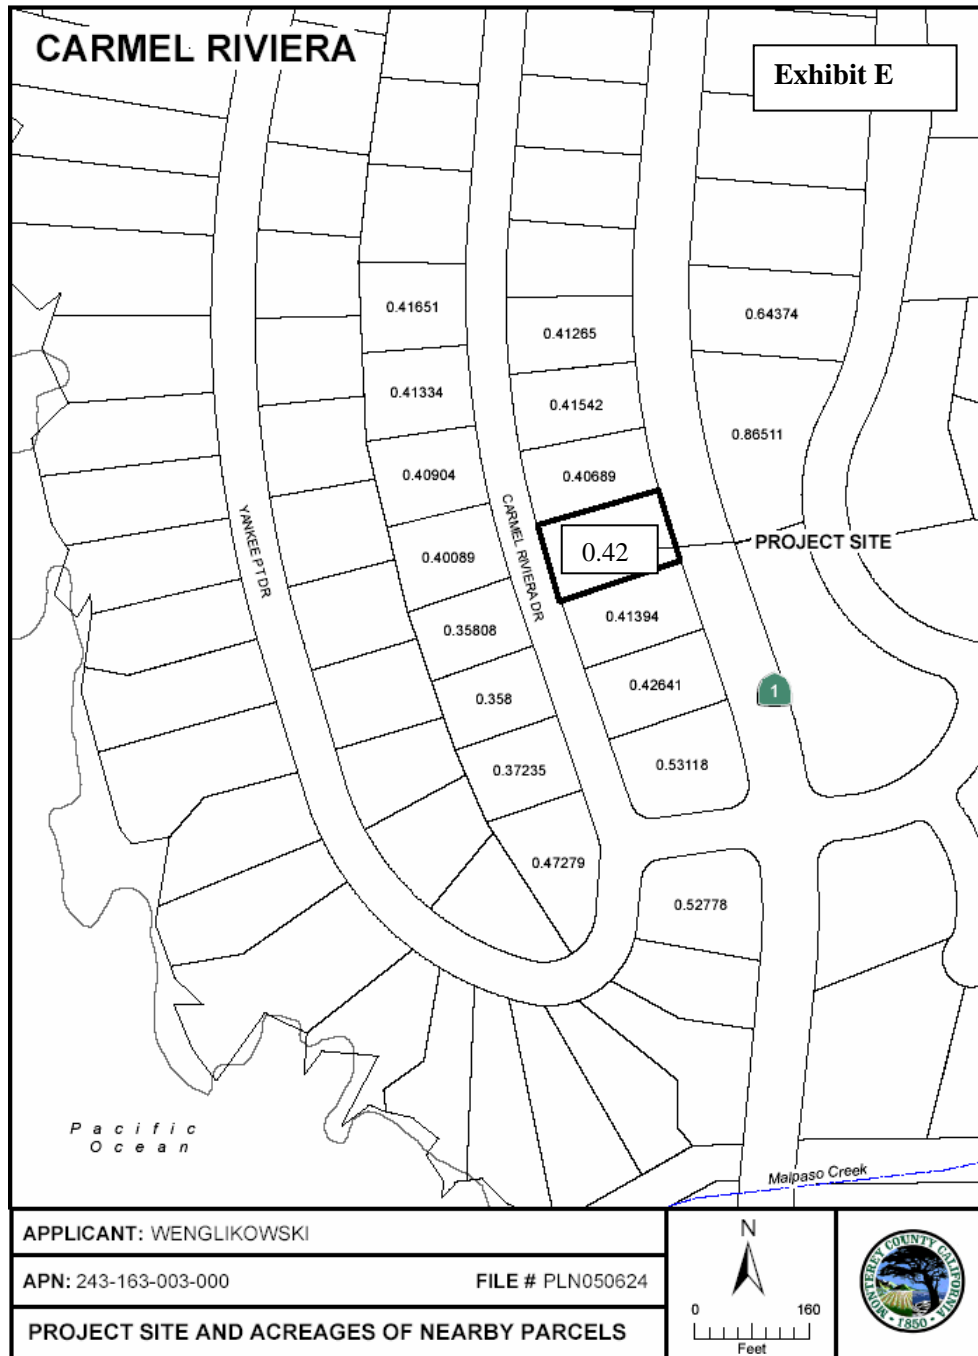 CARMEL RIVIERA
Exhibit E
0.41651
0.41265
0.64374
0.41334
0.41542
0.86511
0.40904
0.40689
YANKEE PT DR
CARMEL RIVIERA DR
0.42
PROJECT SITE
0.40089
0.41394
0.35808
0.42641
0.358
1
0.37235
0.53118
0.47279
0.52778
Pacific
Ocean
Malpaso Creek
APPLICANT: WENGLIKOWSKI
APN: 243-163-003-000
FILE # PLN050624
PROJECT SITE AND ACREAGES OF NEARBY PARCELS
N
0 160
Feet
MONTEREY COUNTY CALIFORNIA
1850